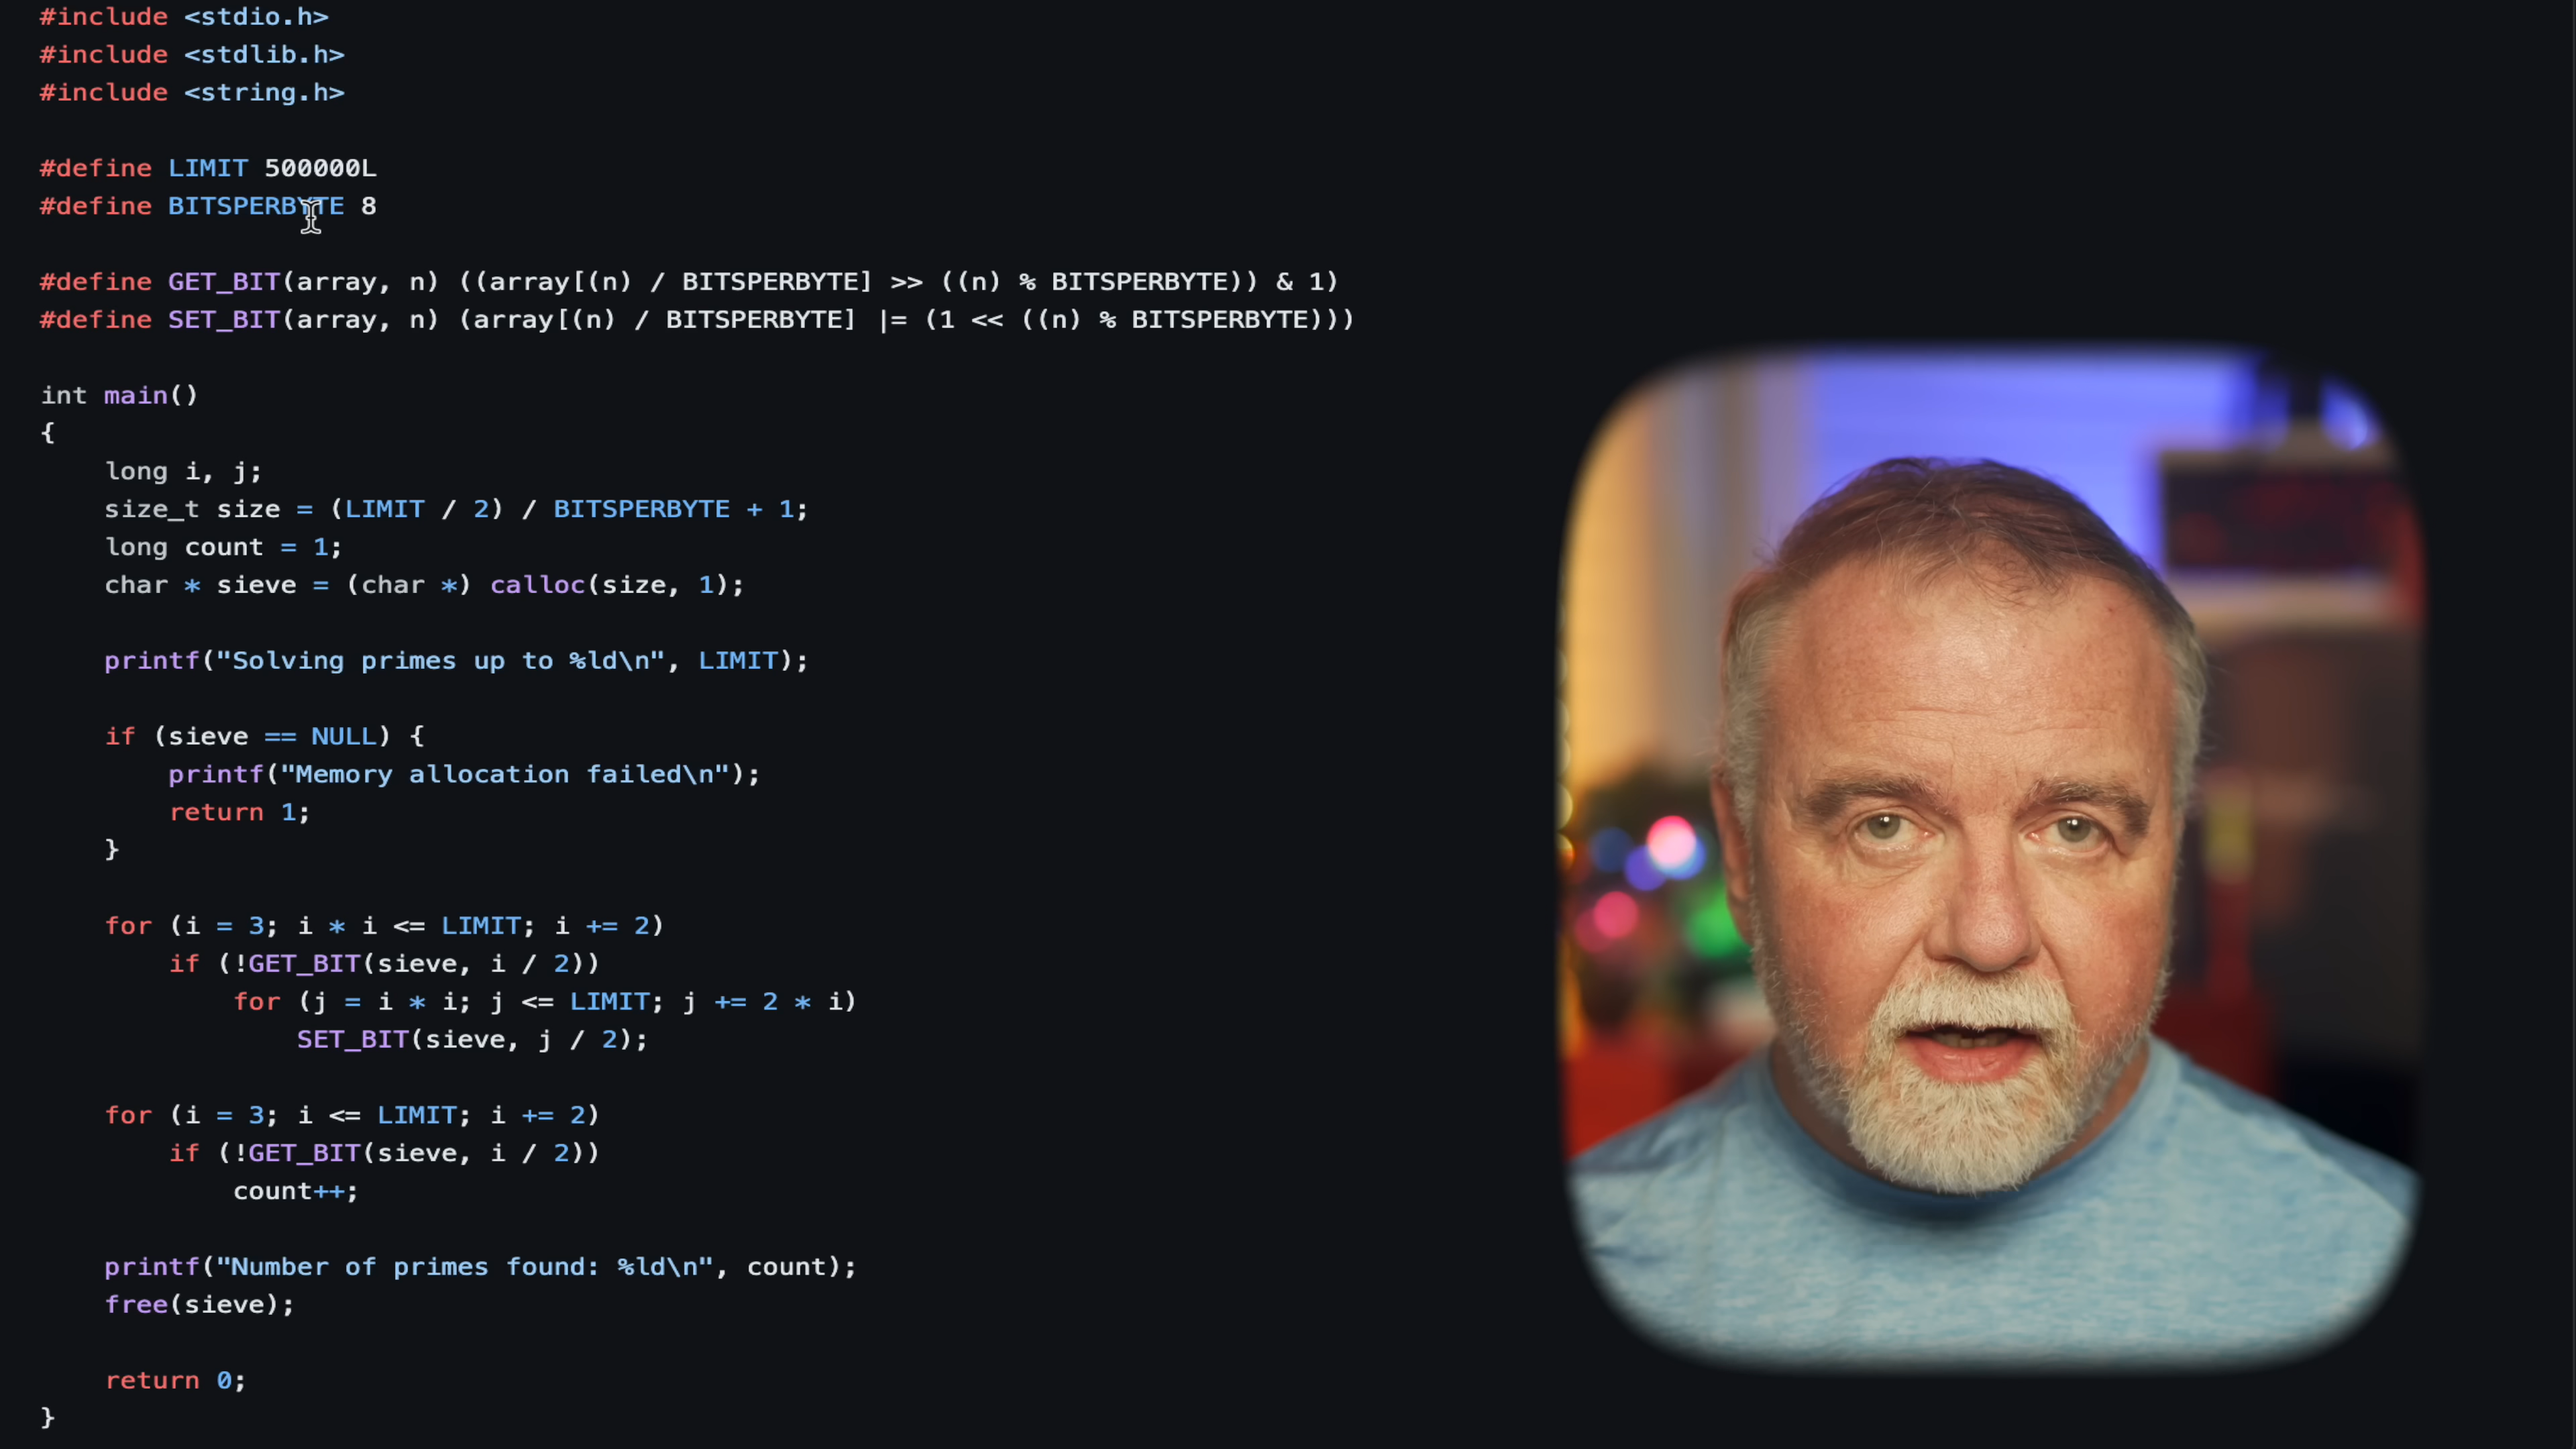 #include <stdio.h>
#include <stdlib.h>
#include <string.h>
#define LIMIT 500000L
#define BITSPERBYTE 8
#define GET_BIT(array, n) ((array[(n) / BITSPERBYTE] >> ((n) % BITSPERBYTE)) & 1)
#define SET_BIT(array, n) (array[(n) / BITSPERBYTE] |= (1 << ((n) % BITSPERBYTE)))
int main()
{
    long i, j;
    size_t size = (LIMIT / 2) / BITSPERBYTE + 1;
    long count = 1;
    char * sieve = (char *) calloc(size, 1);
    printf("Solving primes up to %ld\n", LIMIT);
    if (sieve == NULL) {
        printf("Memory allocation failed\n");
        return 1;
    }
    for (i = 3; i * i <= LIMIT; i += 2)
        if (!GET_BIT(sieve, i / 2))
            for (j = i * i; j <= LIMIT; j += 2 * i)
                SET_BIT(sieve, j / 2);
    for (i = 3; i <= LIMIT; i += 2)
        if (!GET_BIT(sieve, i / 2))
            count++;
    printf("Number of primes found: %ld\n", count);
    free(sieve);
    return 0;
}